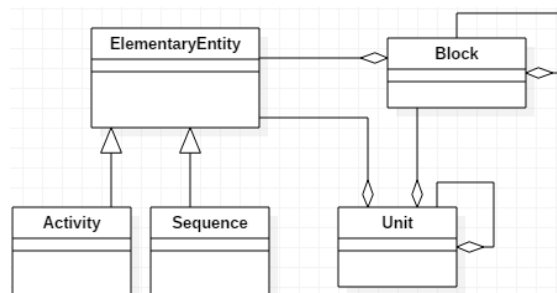 ElementaryEntity
Block
Activity
Sequence
Unit